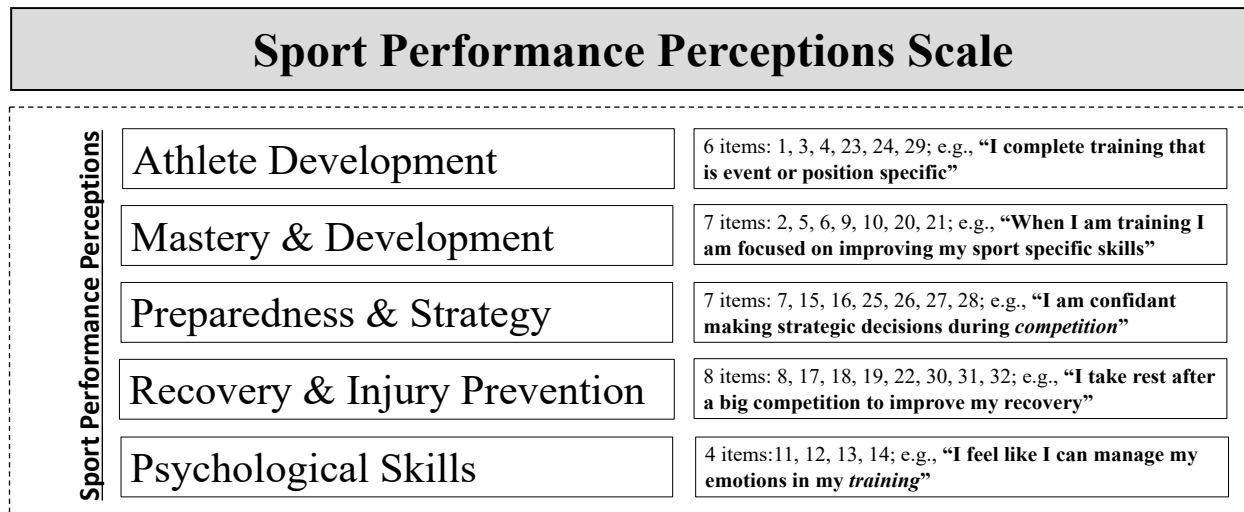 Sport Performance Perceptions Scale
Sport Performance Perceptions
Athlete Development
6 items: 1, 3, 4, 23, 24, 29; e.g., “I complete training that
is event or position specific”
Mastery & Development
7 items: 2, 5, 6, 9, 10, 20, 21; e.g., “When I am training I
am focused on improving my sport specific skills”
Preparedness & Strategy
7 items: 7, 15, 16, 25, 26, 27, 28; e.g., “I am confidant
making strategic decisions during competition”
Recovery & Injury Prevention
8 items: 8, 17, 18, 19, 22, 30, 31, 32; e.g., “I take rest after
a big competition to improve my recovery”
Psychological Skills
4 items:11, 12, 13, 14; e.g., “I feel like I can manage my
emotions in my training”